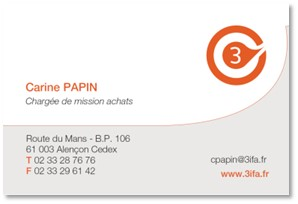 3
Carine PAPIN
Chargée de mission achats
Route du Mans - B.P. 106
61 003 Alençon Cedex
T 02 33 28 76 76
F 02 33 29 61 42
cpapin@3ifa.fr
www.3ifa.fr